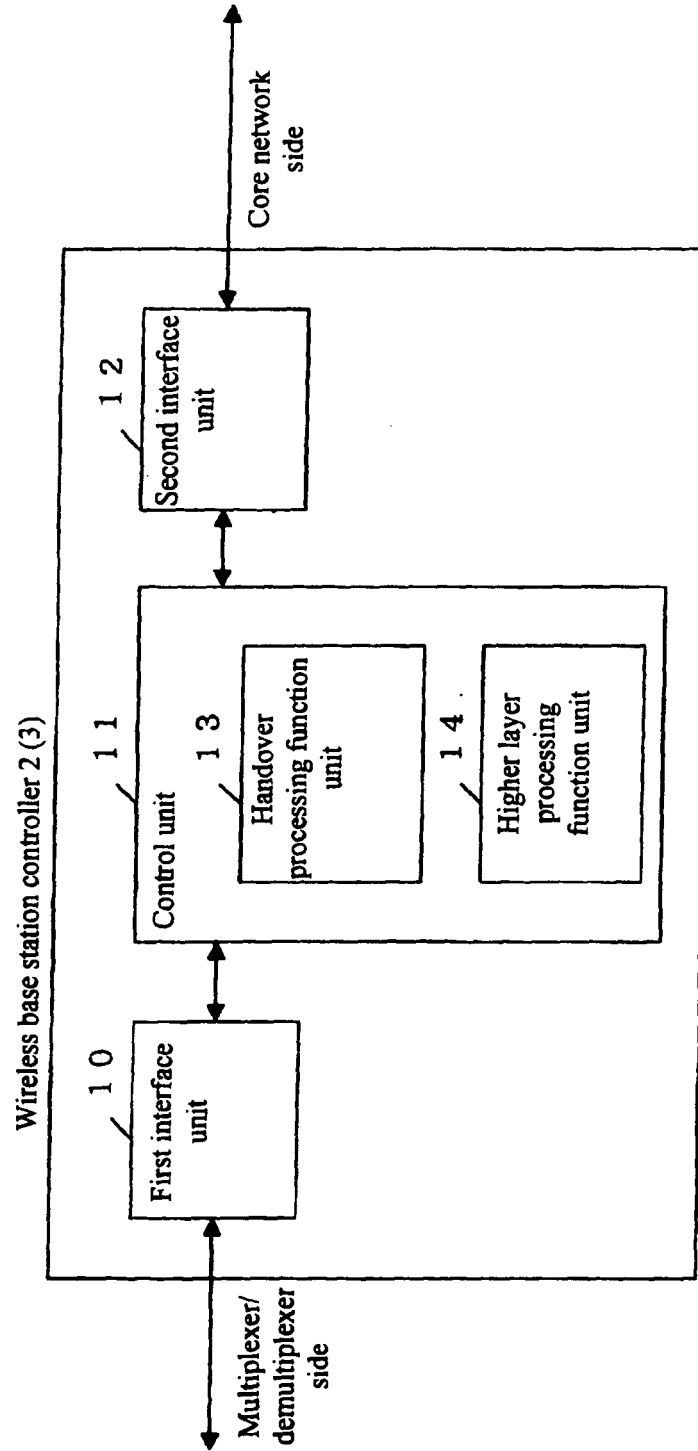 Wireless base station controller 2 (3)
Multiplexer/
demultiplexer
side
1 0
First interface
unit
1 1
Control unit
1 3
Handover
processing function
unit
1 4
Higher layer
processing
function unit
1 2
Second interface
unit
Core network
side